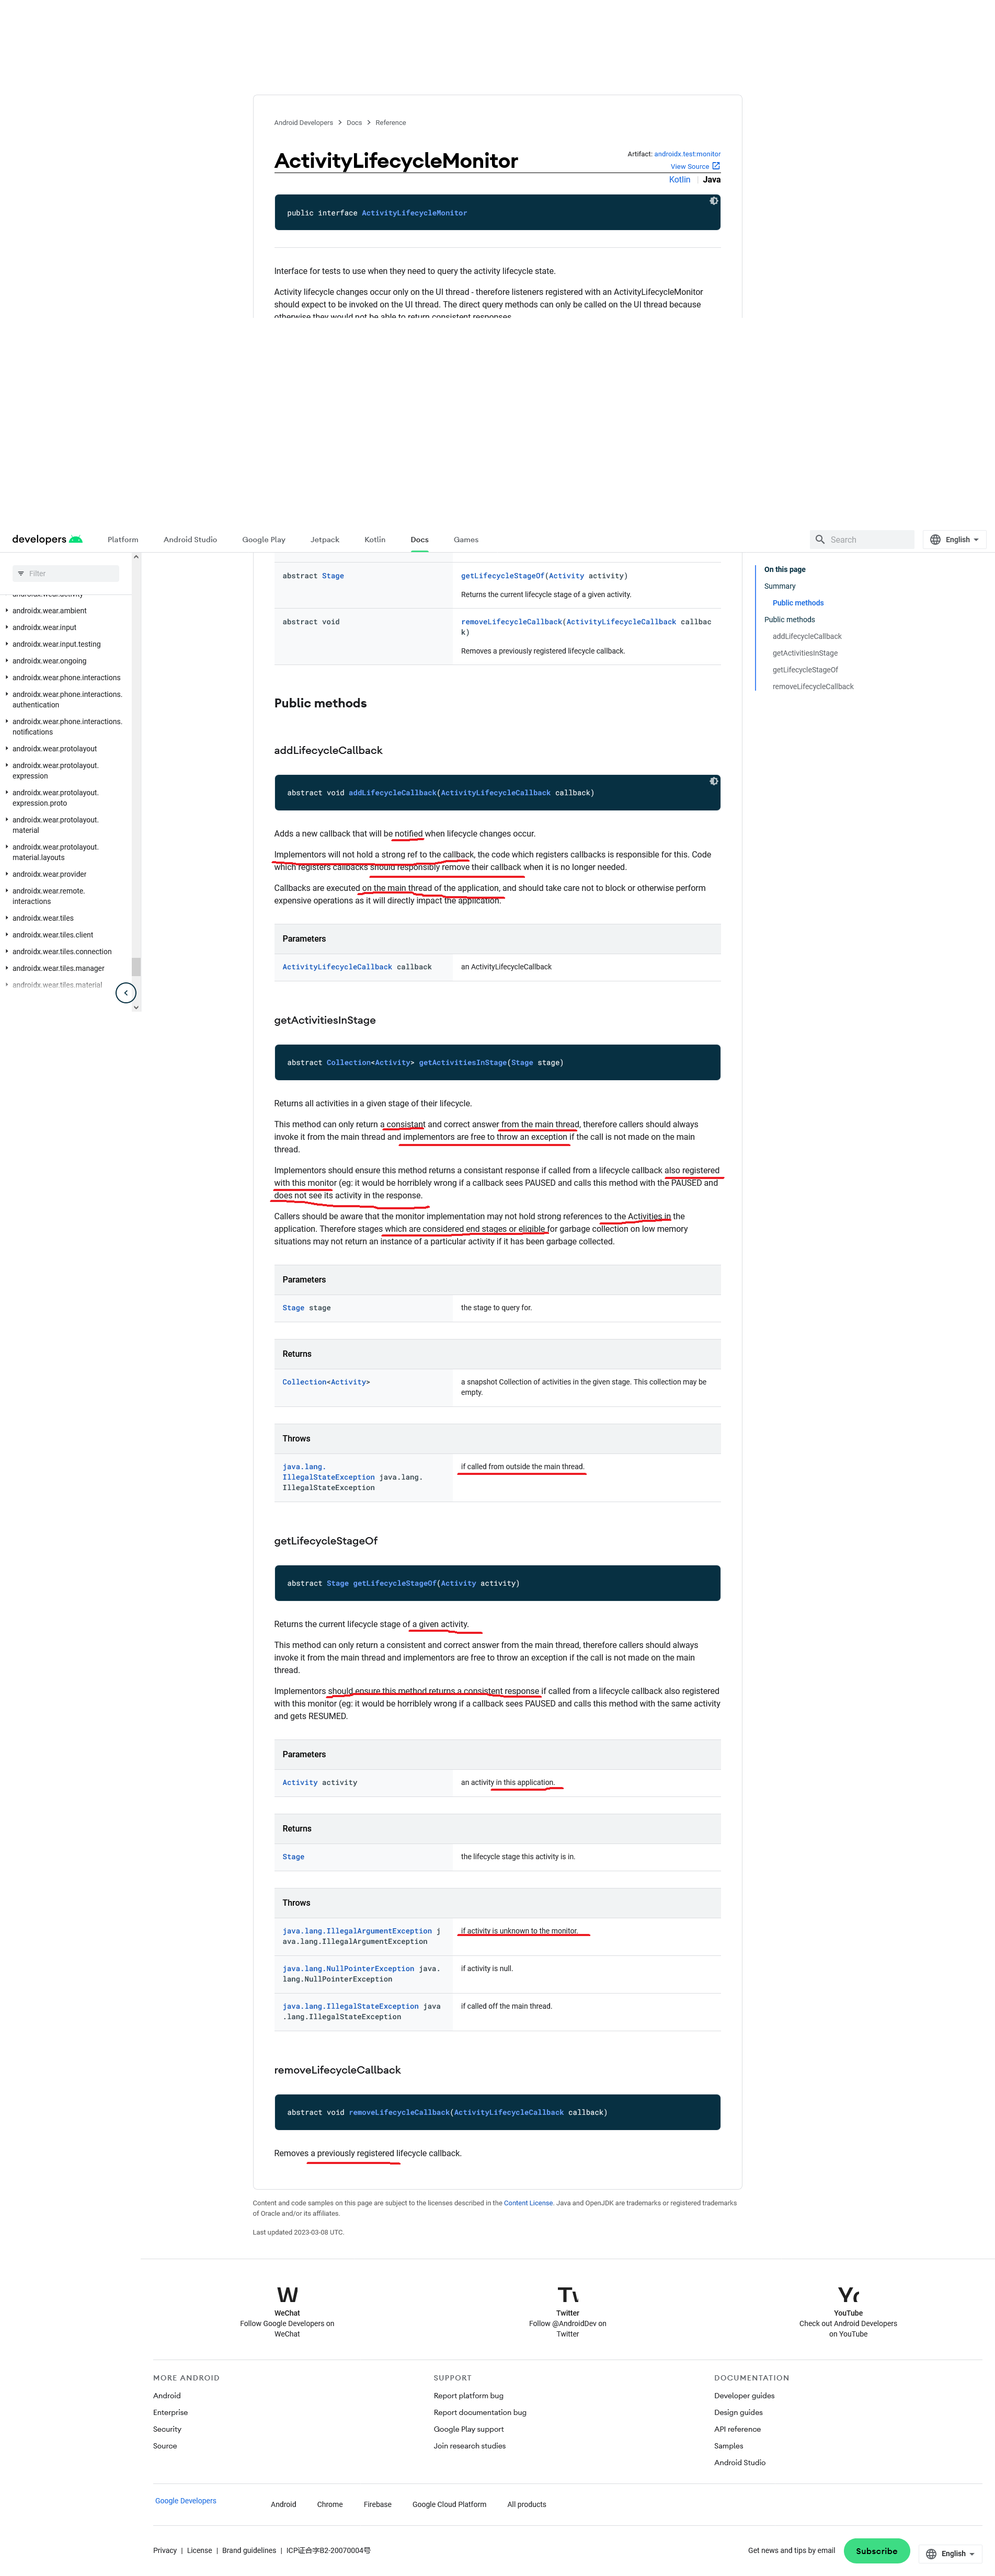 Android Developers > Docs > Reference
ActivityLifecycleMonitor
Artifact: androidx.test:monitor
View Source
Kotlin | Java
public interface ActivityLifecycleMonitor
Interface for tests to use when they need to query the activity lifecycle state.
Activity lifecycle changes occur only on the UI thread - therefore listeners registered with an ActivityLifecycleMonitor
should expect to be invoked on the UI thread. The direct query methods can only be called on the UI thread because
otherwise they would not be able to return consistent responses.
developers
Platform
Android Studio
Google Play
Jetpack
Kotlin
Docs
Games
Search
English
Filter
androidx.wear.activity
androidx.wear.ambient
androidx.wear.input
androidx.wear.input.testing
androidx.wear.ongoing
androidx.wear.phone.interactions
androidx.wear.phone.interactions.
authentication
androidx.wear.phone.interactions.
notifications
androidx.wear.protolayout
androidx.wear.protolayout.
expression
androidx.wear.protolayout.
expression.proto
androidx.wear.protolayout.
material
androidx.wear.protolayout.
material.layouts
androidx.wear.provider
androidx.wear.remote.
interactions
androidx.wear.tiles
androidx.wear.tiles.client
androidx.wear.tiles.connection
androidx.wear.tiles.manager
androidx.wear.tiles.material
abstract Stage
getLifecycleStageOf(Activity activity)
Returns the current lifecycle stage of a given activity.
abstract void
removeLifecycleCallback(ActivityLifecycleCallback callbac
k)
Removes a previously registered lifecycle callback.
On this page
Summary
Public methods
Public methods
addLifecycleCallback
getActivitiesInStage
getLifecycleStageOf
removeLifecycleCallback
Public methods
addLifecycleCallback
abstract void addLifecycleCallback(ActivityLifecycleCallback callback)
Adds a new callback that will be notified when lifecycle changes occur.
Implementors will not hold a strong ref to the callback, the code which registers callbacks is responsible for this. Code
which registers callbacks should responsibly remove their callback when it is no longer needed.
Callbacks are executed on the main thread of the application, and should take care not to block or otherwise perform
expensive operations as it will directly impact the application.
Parameters
ActivityLifecycleCallback callback
an ActivityLifecycleCallback
getActivitiesInStage
abstract Collection<Activity> getActivitiesInStage(Stage stage)
Returns all activities in a given stage of their lifecycle.
This method can only return a consistant and correct answer from the main thread, therefore callers should always
invoke it from the main thread and implementors are free to throw an exception if the call is not made on the main
thread.
Implementors should ensure this method returns a consistant response if called from a lifecycle callback also registered
with this monitor (eg: it would be horriblely wrong if a callback sees PAUSED and calls this method with the PAUSED and
does not see its activity in the response.
Callers should be aware that the monitor implementation may not hold strong references to the Activities in the
application. Therefore stages which are considered end stages or eligible for garbage collection on low memory
situations may not return an instance of a particular activity if it has been garbage collected.
Parameters
Stage stage
the stage to query for.
Returns
Collection<Activity>
a snapshot Collection of activities in the given stage. This collection may be
empty.
Throws
java.lang.
IllegalStateException java.lang.
IllegalStateException
if called from outside the main thread.
getLifecycleStageOf
abstract Stage getLifecycleStageOf(Activity activity)
Returns the current lifecycle stage of a given activity.
This method can only return a consistent and correct answer from the main thread, therefore callers should always
invoke it from the main thread and implementors are free to throw an exception if the call is not made on the main
thread.
Implementors should ensure this method returns a consistent response if called from a lifecycle callback also registered
with this monitor (eg: it would be horriblely wrong if a callback sees PAUSED and calls this method with the same activity
and gets RESUMED.
Parameters
Activity activity
an activity in this application.
Returns
Stage
the lifecycle stage this activity is in.
Throws
java.lang.IllegalArgumentException j
ava.lang.IllegalArgumentException
if activity is unknown to the monitor.
java.lang.NullPointerException java.
lang.NullPointerException
if activity is null.
java.lang.IllegalStateException java
.lang.IllegalStateException
if called off the main thread.
removeLifecycleCallback
abstract void removeLifecycleCallback(ActivityLifecycleCallback callback)
Removes a previously registered lifecycle callback.
Content and code samples on this page are subject to the licenses described in the Content License. Java and OpenJDK are trademarks or registered trademarks
of Oracle and/or its affiliates.
Last updated 2023-03-08 UTC.
WeChat
Follow Google Developers on
WeChat
Twitter
Follow @AndroidDev on
Twitter
YouTube
Check out Android Developers
on YouTube
MORE ANDROID
Android
Enterprise
Security
Source
SUPPORT
Report platform bug
Report documentation bug
Google Play support
Join research studies
DOCUMENTATION
Developer guides
Design guides
API reference
Samples
Android Studio
Google Developers
Android
Chrome
Firebase
Google Cloud Platform
All products
Privacy | License | Brand guidelines | ICP证合字B2-20070004号
Get news and tips by email
Subscribe
English